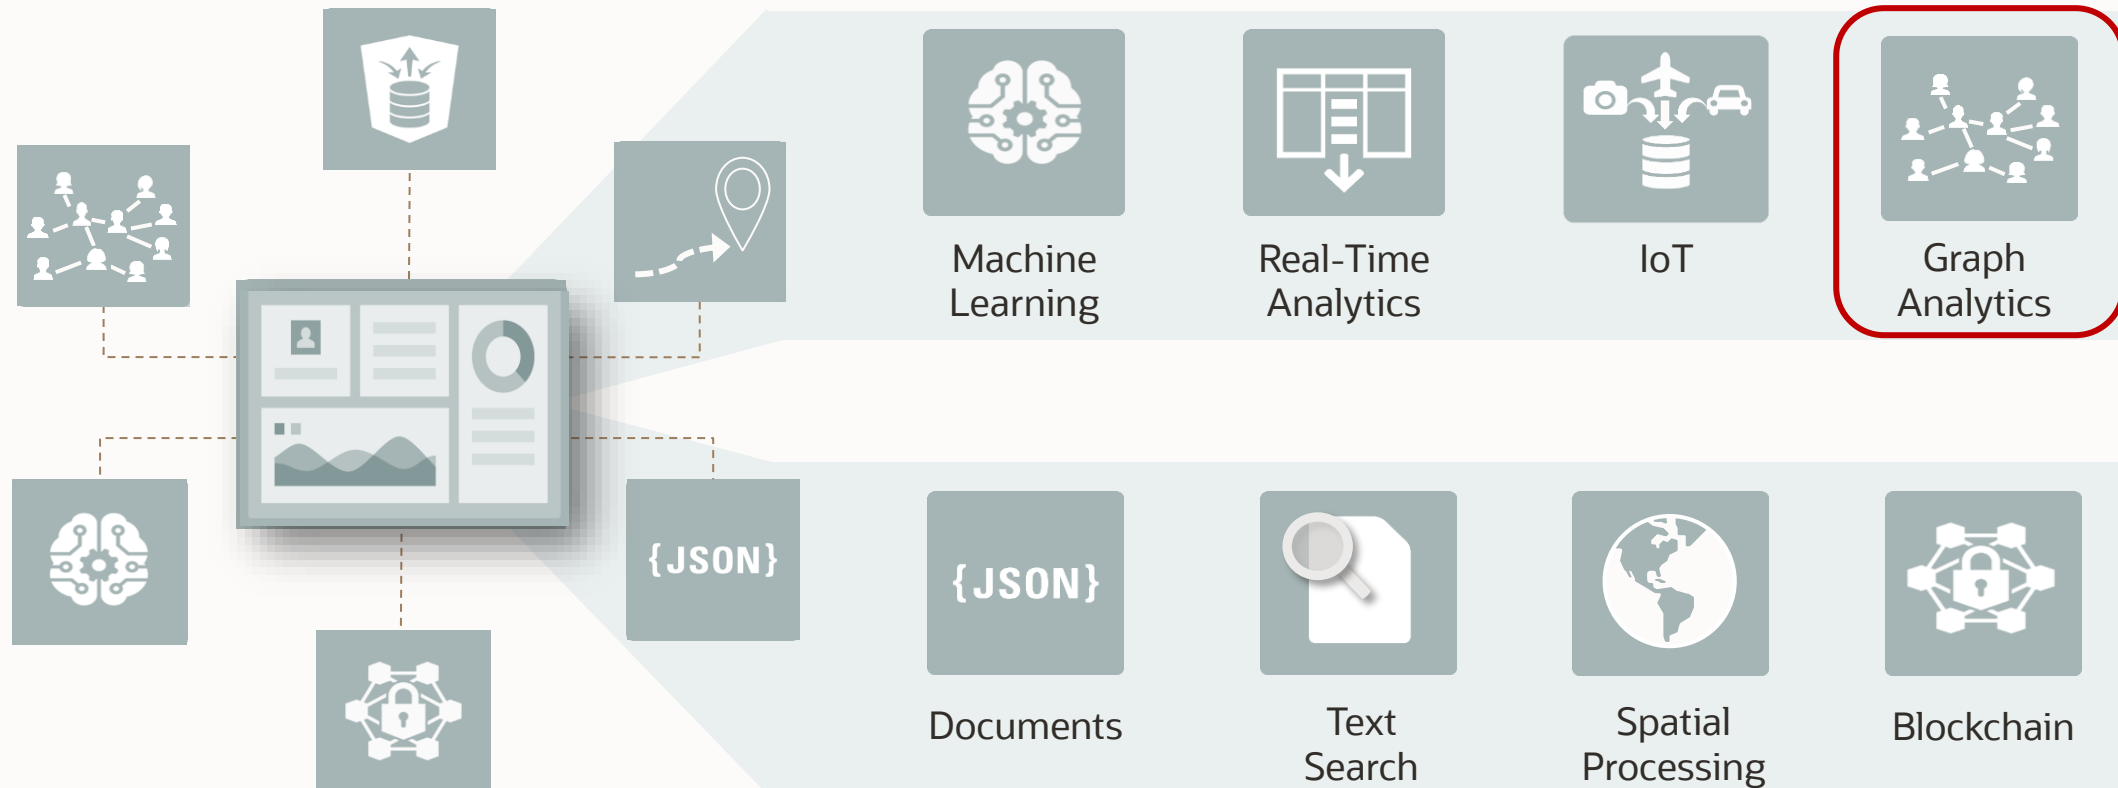 Machine
Learning
Real-Time
Analytics
IoT
Graph
Analytics
{JSON}
{JSON}
Documents
Text
Search
Spatial
Processing
Blockchain